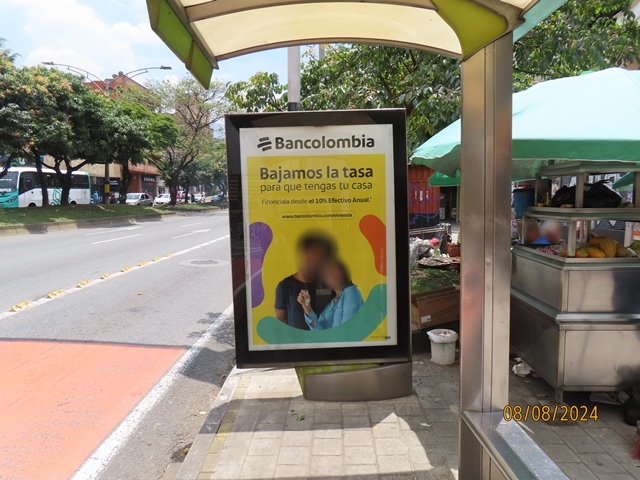 Bancolombia
Bajamos la tasa
para que tengas tu casa
Fínanciala desde el 10% Efectivo Anual.*
www.bancolombia.com/vivienda
08/08/2024